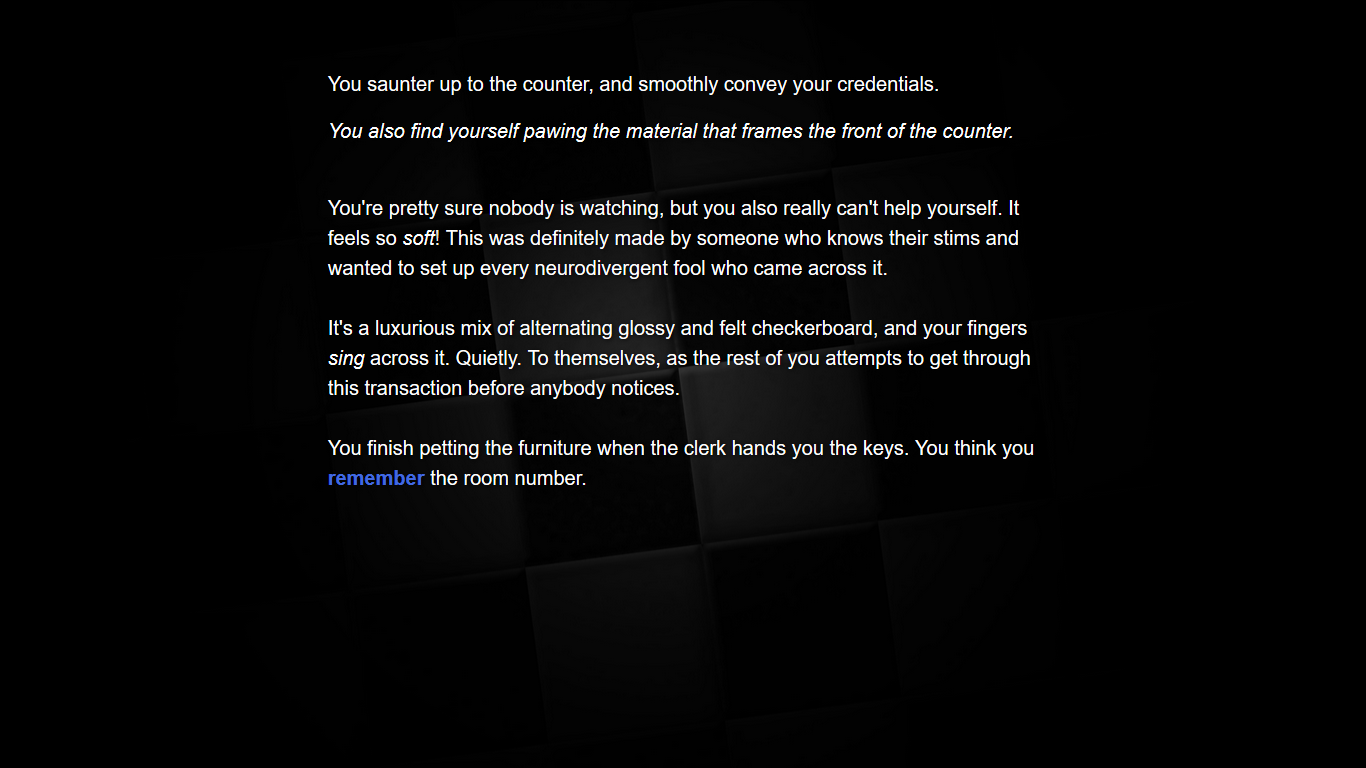 You saunter up to the counter, and smoothly convey your credentials.
You also find yourself pawing the material that frames the front of the counter.
You're pretty sure nobody is watching, but you also really can't help yourself. It
feels so soft! This was definitely made by someone who knows their stims and
wanted to set up every neurodivergent fool who came across it.
It's a luxurious mix of alternating glossy and felt checkerboard, and your fingers
sing across it. Quietly. To themselves, as the rest of you attempts to get through
this transaction before anybody notices.
You finish petting the furniture when the clerk hands you the keys. You think you
remember the room number.